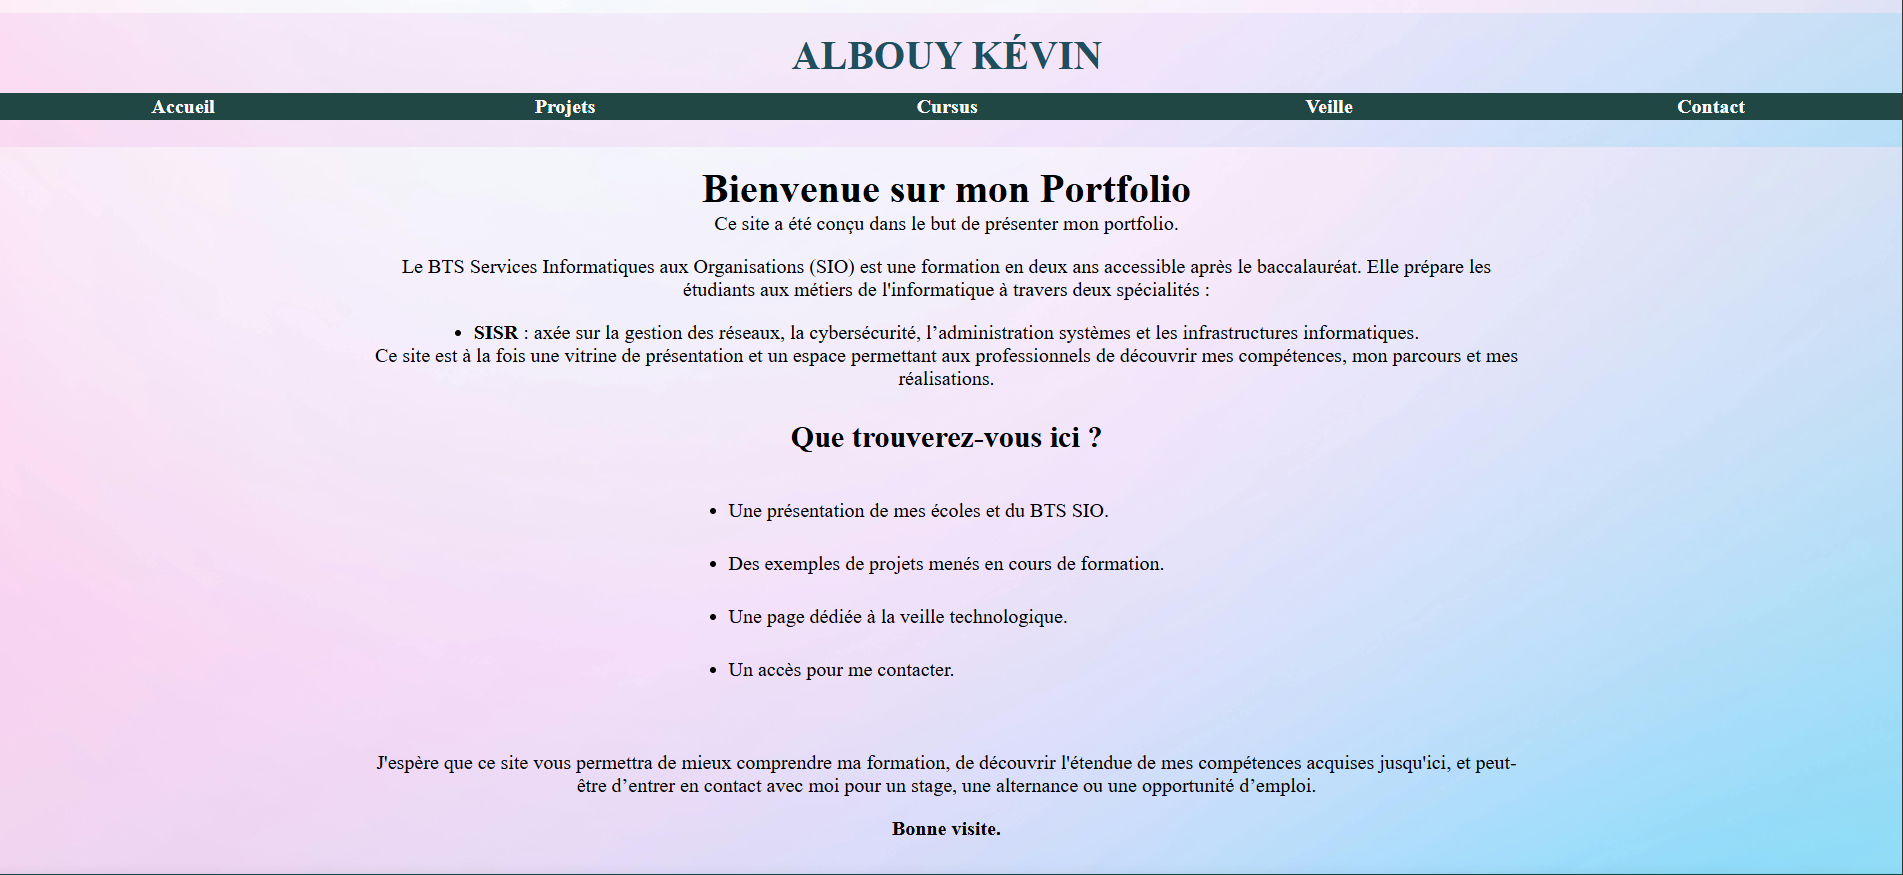 ALBOUY KÉVIN
Accueil Projets Cursus Veille Contact
Bienvenue sur mon Portfolio
Ce site a été conçu dans le but de présenter mon portfolio.
Le BTS Services Informatiques aux Organisations (SIO) est une formation en deux ans accessible après le baccalauréat. Elle prépare les
étudiants aux métiers de l'informatique à travers deux spécialités :
• SISR : axée sur la gestion des réseaux, la cybersécurité, l’administration systèmes et les infrastructures informatiques.
Ce site est à la fois une vitrine de présentation et un espace permettant aux professionnels de découvrir mes compétences, mon parcours et mes
réalisations.
Que trouverez-vous ici ?
• Une présentation de mes écoles et du BTS SIO.
• Des exemples de projets menés en cours de formation.
• Une page dédiée à la veille technologique.
• Un accès pour me contacter.
J'espère que ce site vous permettra de mieux comprendre ma formation, de découvrir l'étendue de mes compétences acquises jusqu'ici, et peut-
être d’entrer en contact avec moi pour un stage, une alternance ou une opportunité d’emploi.
Bonne visite.